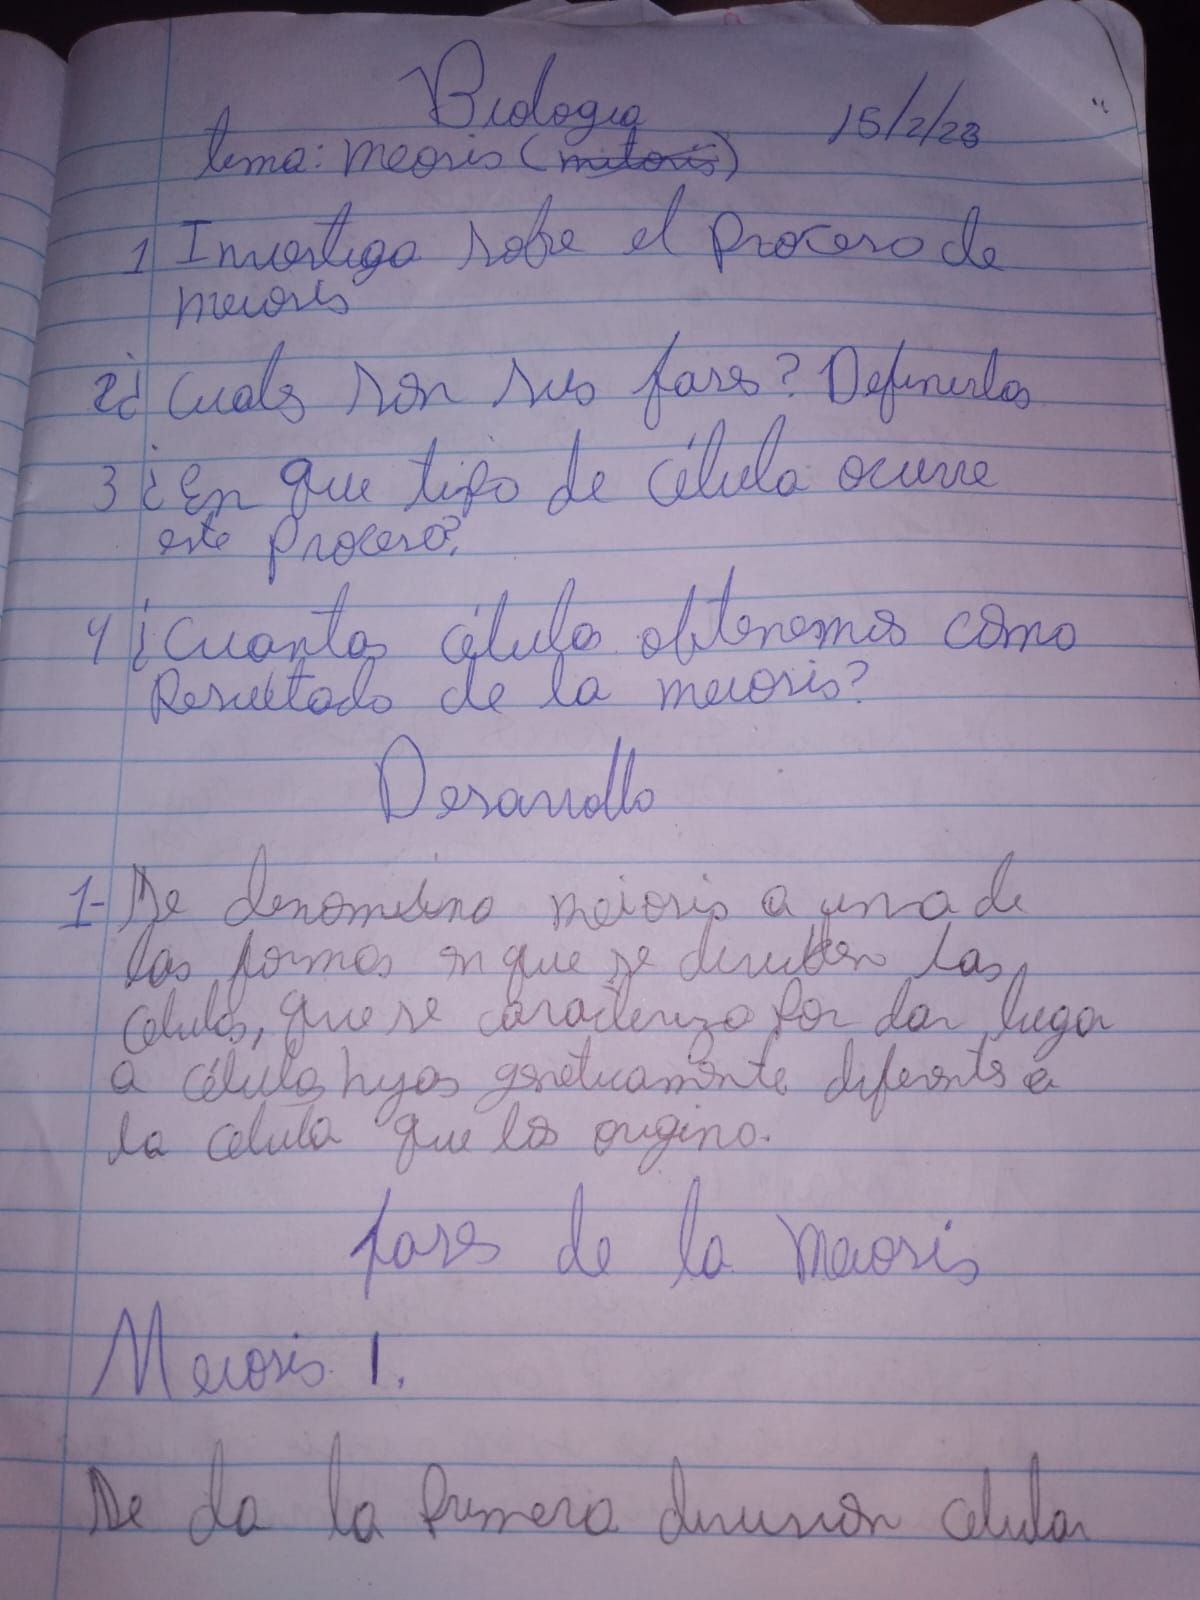 Biologia
15/2/23
tema: meosis (mitosis)
1 Investiga sobre el proceso de
meiosis
2¿ Cuales son sus fases? Definirlas
3 ¿En que tipo de célula ocurre
este proceso?
4 ¿Cuantas células obtenemos como
Resultado de la meiosis?
Desarrollo
1- Se denomino meiosis a una de
las formas en que se dividen las
celulas, que se caracteriza por dar lugar
a células hijas genéticamente diferente a
la celula que las origino.
fases de la meiosis
Meiosis 1.
Se da la primera division celular